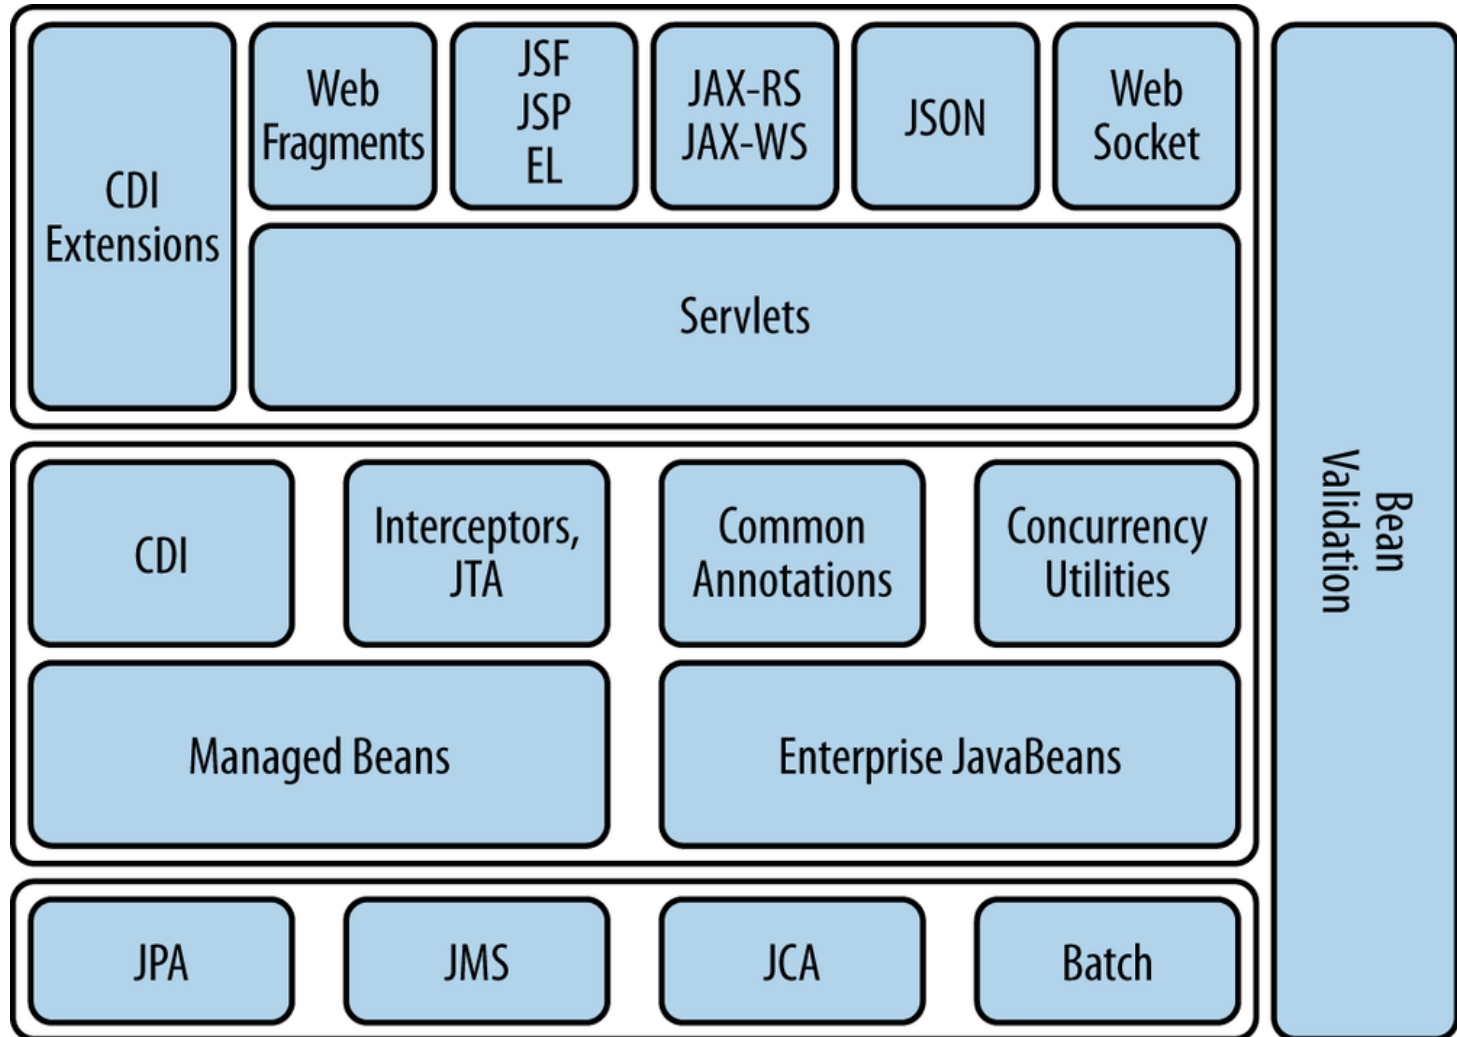 CDI
Extensions
Web
Fragments
JSF
JSP
EL
JAX-RS
JAX-WS
JSON
Web
Socket
Servlets
CDI
Interceptors,
JTA
Common
Annotations
Concurrency
Utilities
Managed Beans
Enterprise JavaBeans
JPA
JMS
JCA
Batch
Bean
Validation